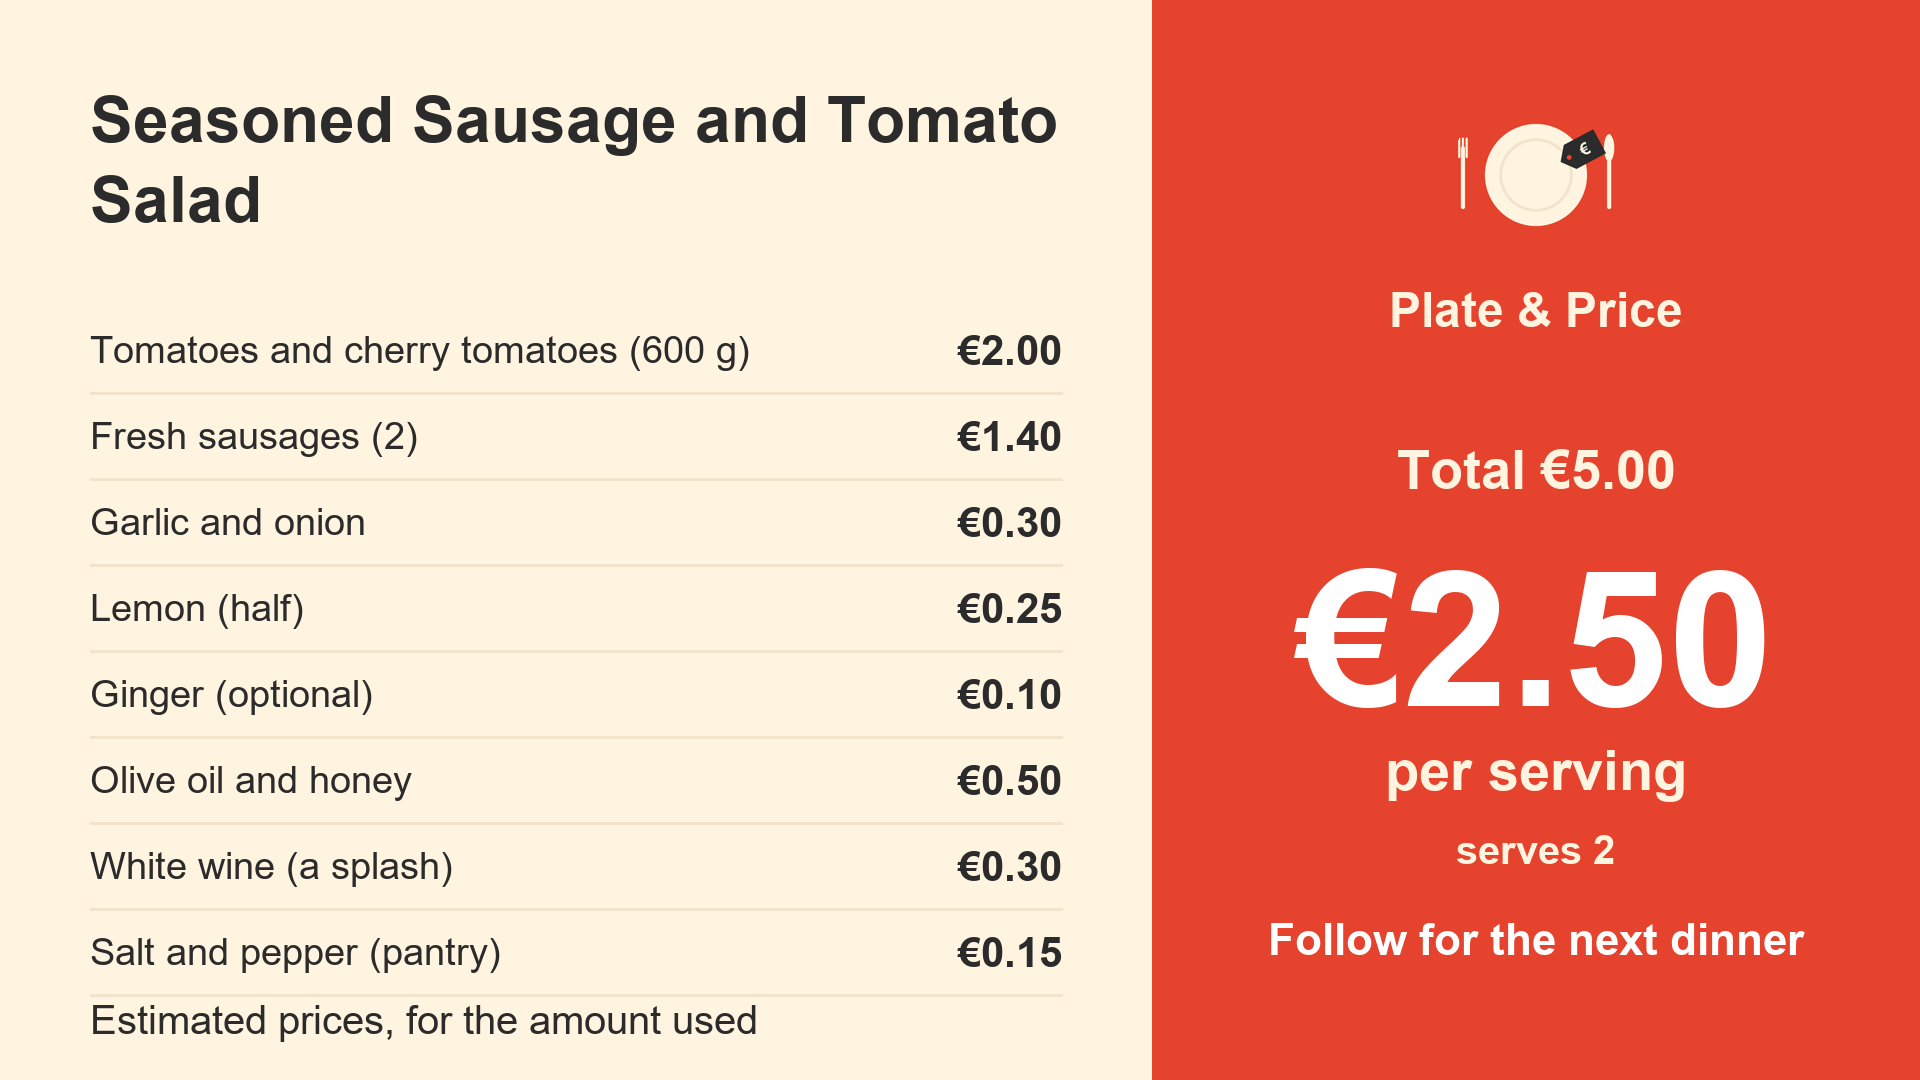 Seasoned Sausage and Tomato
Salad
Tomatoes and cherry tomatoes (600 g) €2.00
Fresh sausages (2) €1.40
Garlic and onion €0.30
Lemon (half) €0.25
Ginger (optional) €0.10
Olive oil and honey €0.50
White wine (a splash) €0.30
Salt and pepper (pantry) €0.15
Estimated prices, for the amount used
€
Plate & Price
Total €5.00
€2.50
per serving
serves 2
Follow for the next dinner